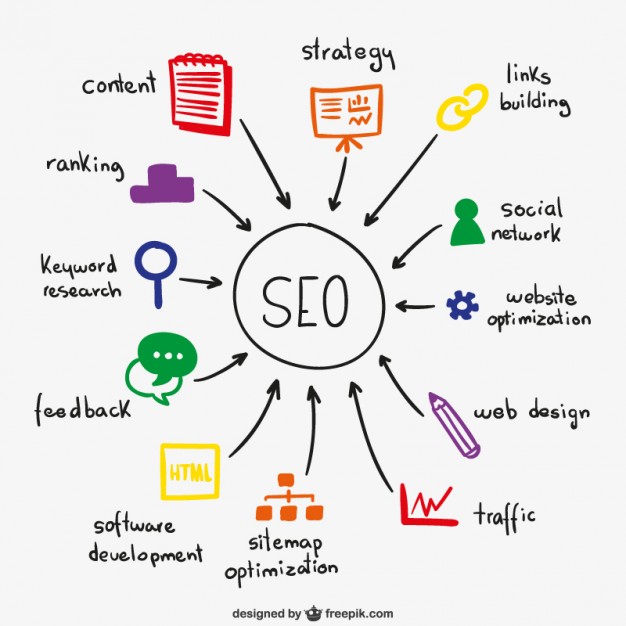 content
strategy
links
building
ranking
social
network
keyword
research
SEO
website
optimization
feedback
web design
HTML
software
development
sitemap
optimization
traffic
designed by freepik.com